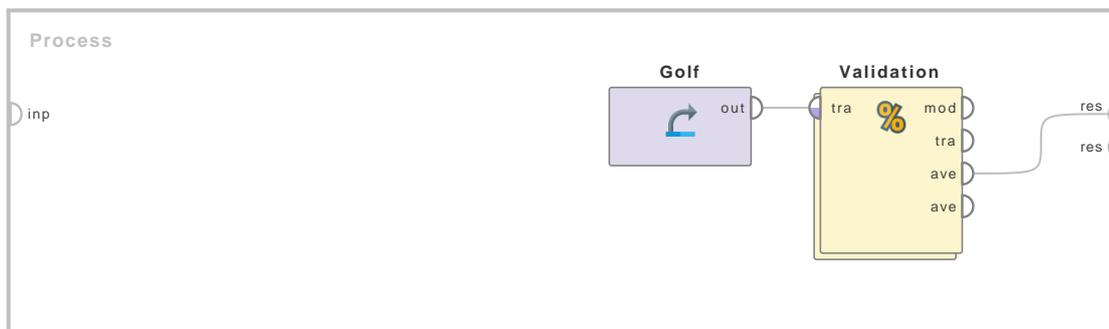 Process
inp
Golf
out
Validation
tra
mod
tra
ave
ave
res
res